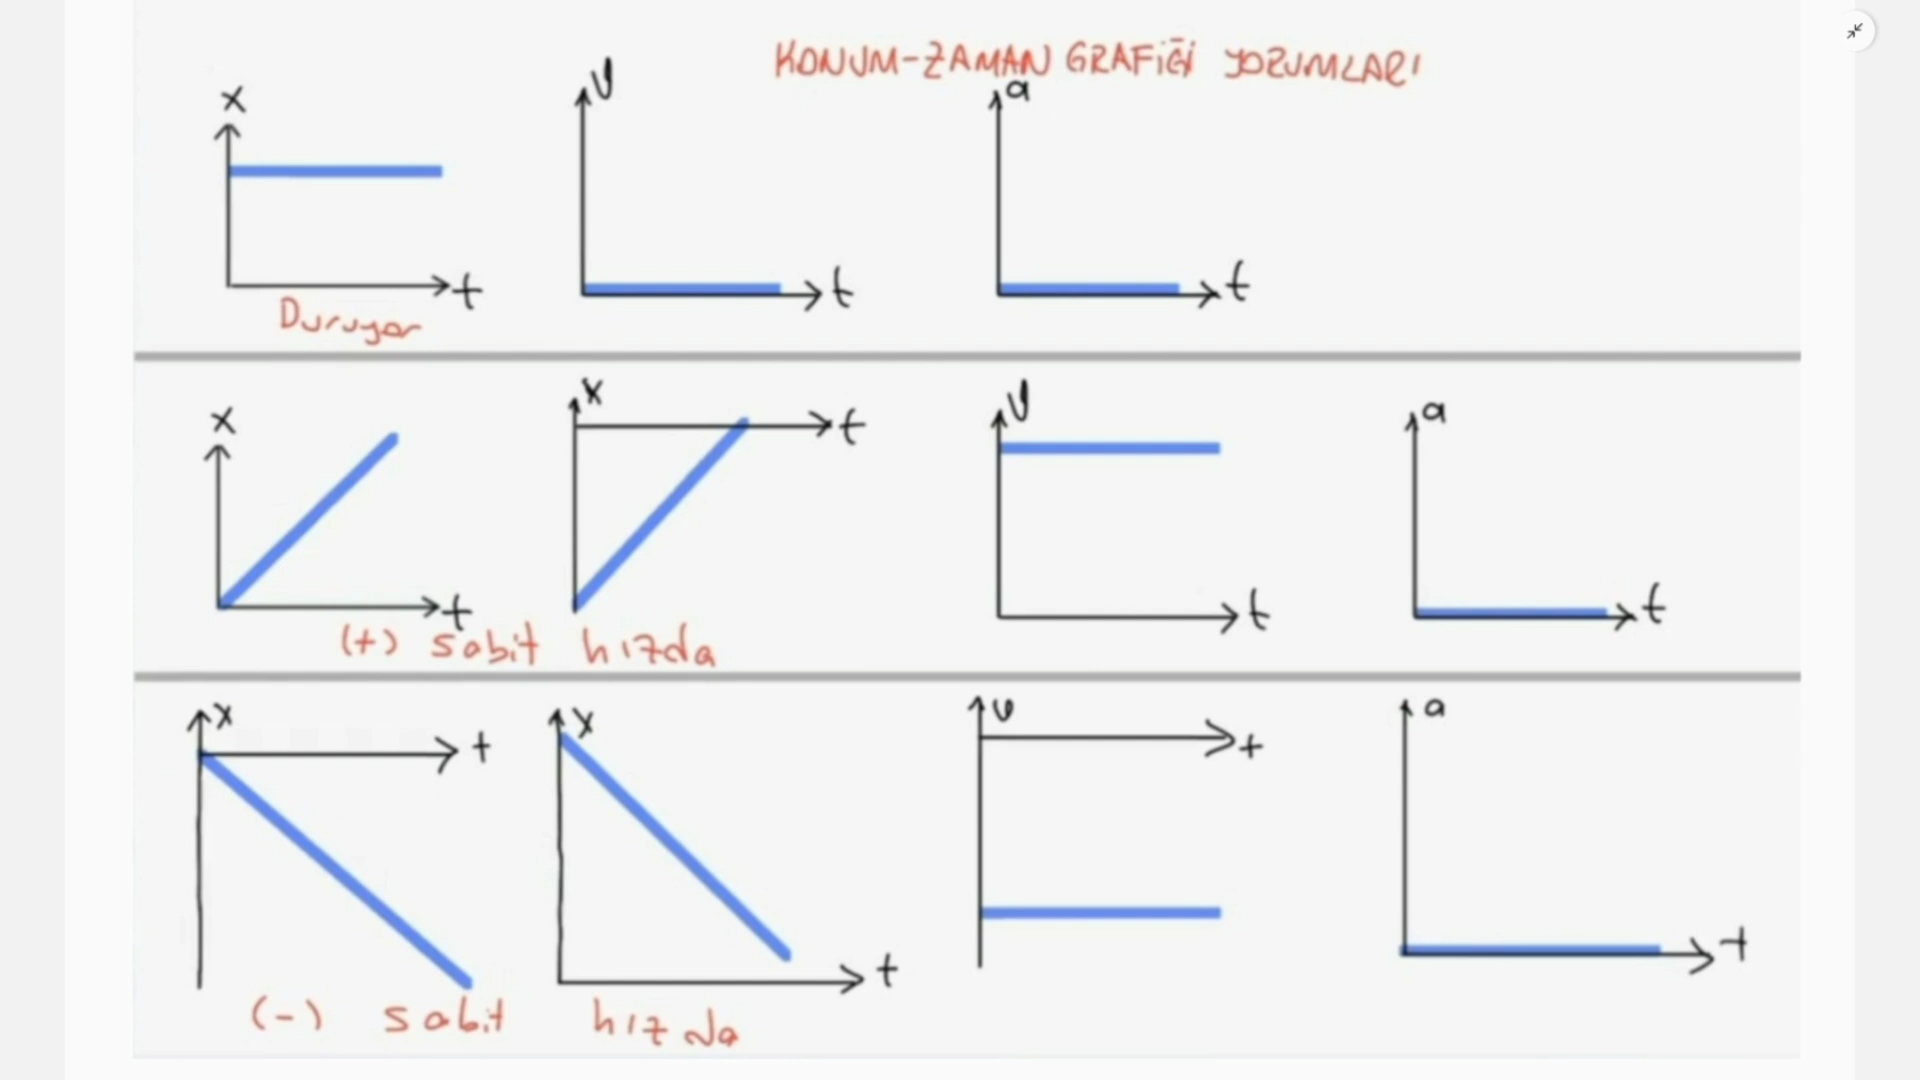 KONUM-ZAMAN GRAFİĞİ YORUMLARI
x v a
t t t
Duruyor
x x v a
t t t t
(+) sabit hızda
x x v a
t t t t
(-) sabit hızda